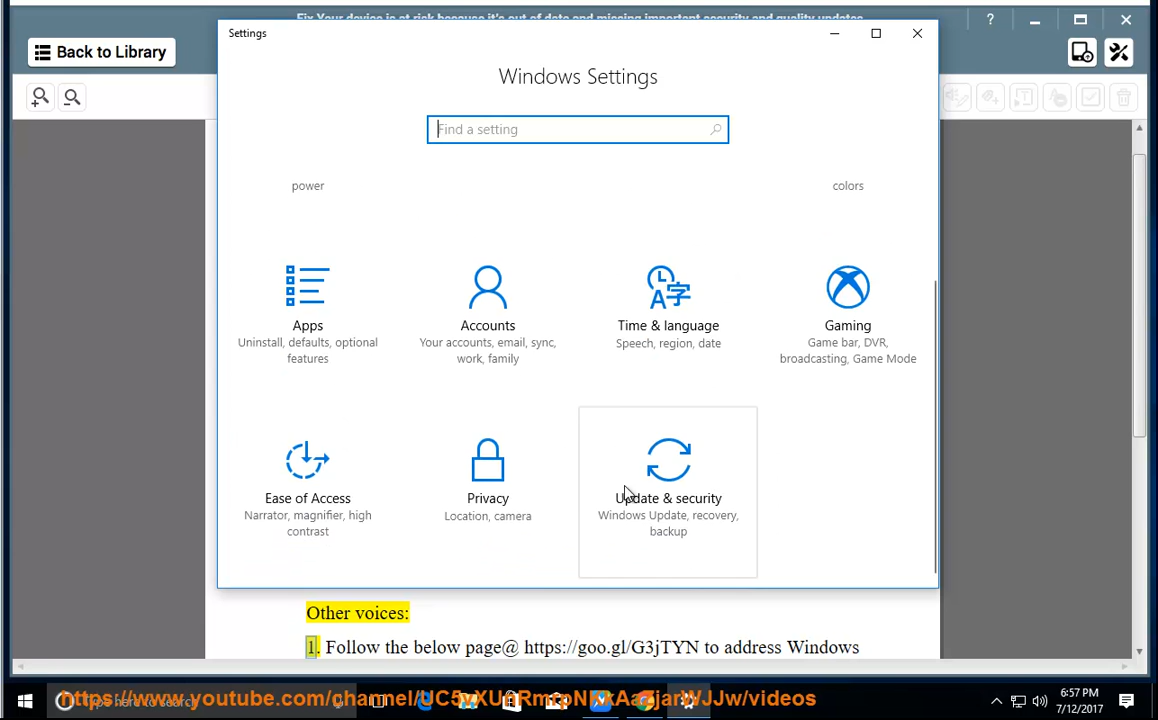 Fix Your device is at risk because it's out of date and missing important security and quality updates
Back to Library
?
Settings
Windows Settings
Find a setting
power
colors
Apps
Uninstall, defaults, optional
features
Accounts
Your accounts, email, sync,
work, family
Time & language
Speech, region, date
Gaming
Game bar, DVR,
broadcasting, Game Mode
Ease of Access
Narrator, magnifier, high
contrast
Privacy
Location, camera
Update & security
Windows Update, recovery,
backup
Other voices:
1. Follow the below page@ https://goo.gl/G3jTYN to address Windows
6:57 PM
7/12/2017